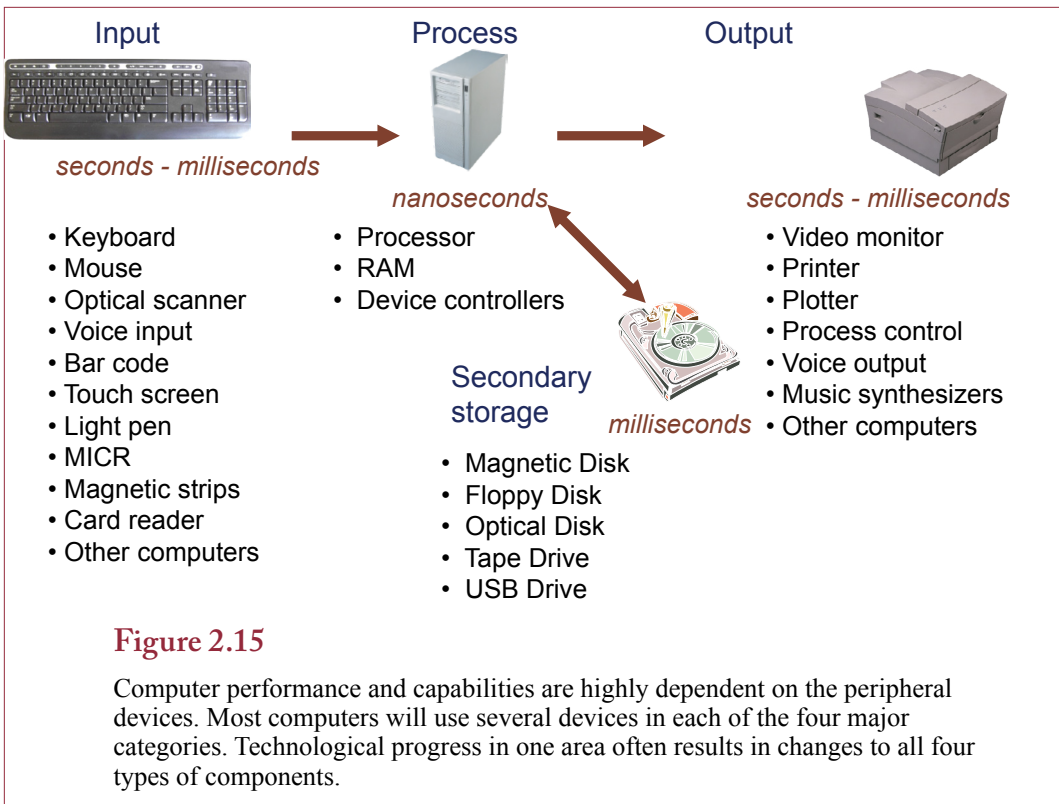 Input
Process
Output
seconds - milliseconds
nanoseconds
seconds - milliseconds
• Keyboard
• Mouse
• Optical scanner
• Voice input
• Bar code
• Touch screen
• Light pen
• MICR
• Magnetic strips
• Card reader
• Other computers
• Processor
• RAM
• Device controllers
Secondary
storage
milliseconds
• Magnetic Disk
• Floppy Disk
• Optical Disk
• Tape Drive
• USB Drive
• Video monitor
• Printer
• Plotter
• Process control
• Voice output
• Music synthesizers
• Other computers
Figure 2.15
Computer performance and capabilities are highly dependent on the peripheral
devices. Most computers will use several devices in each of the four major
categories. Technological progress in one area often results in changes to all four
types of components.